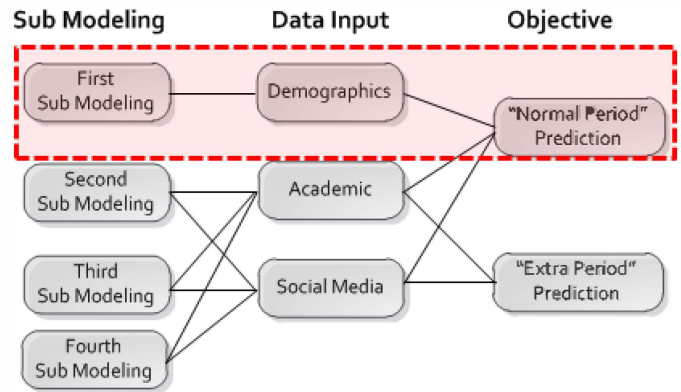 Sub Modeling
Data Input
Objective
First
Sub Modeling
Demographics
“Normal Period”
Prediction
Second
Sub Modeling
Academic
Third
Sub Modeling
Social Media
“Extra Period”
Prediction
Fourth
Sub Modeling